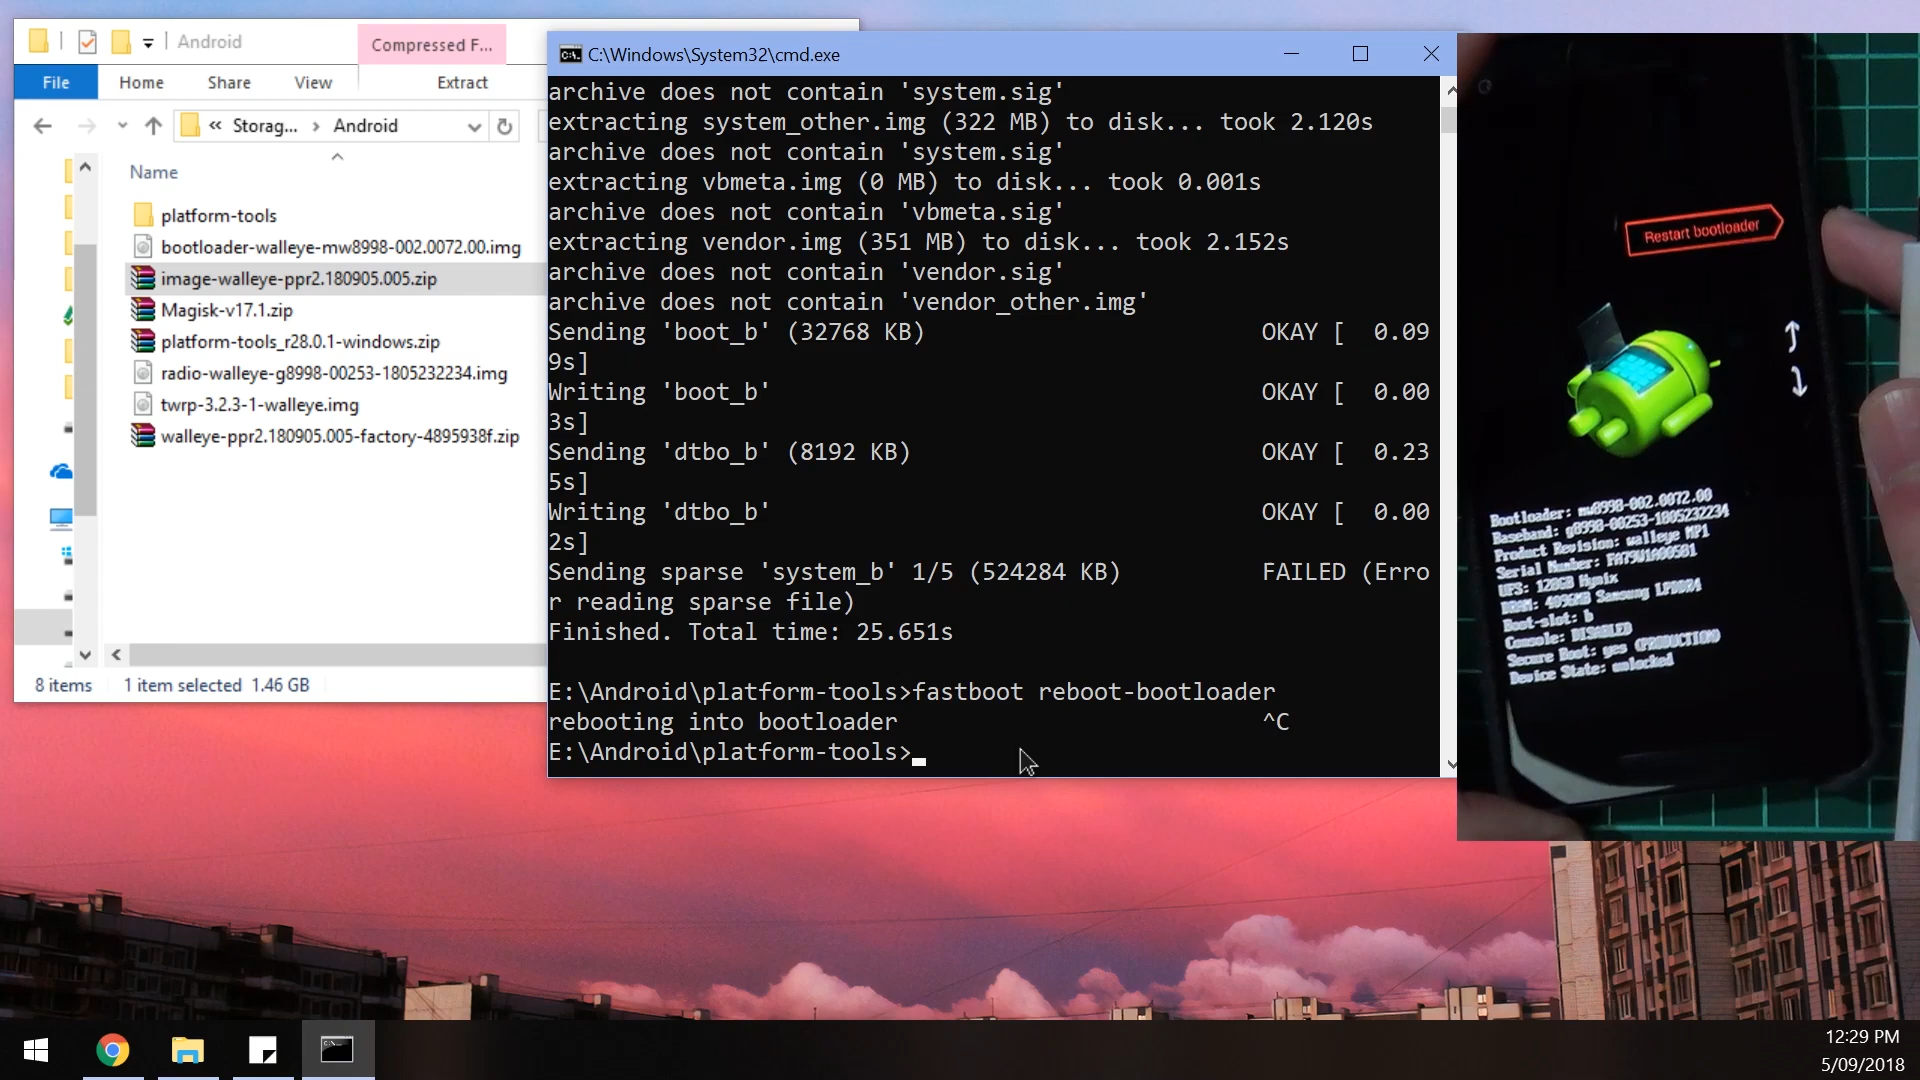 Android
Compressed F...
File
Home
Share
View
Extract
« Storag... › Android
Name
platform-tools
bootloader-walleye-mw8998-002.0072.00.img
image-walleye-ppr2.180905.005.zip
Magisk-v17.1.zip
platform-tools_r28.0.1-windows.zip
radio-walleye-g8998-00253-1805232234.img
twrp-3.2.3-1-walleye.img
walleye-ppr2.180905.005-factory-4895938f.zip
8 items
1 item selected 1.46 GB
C:\Windows\System32\cmd.exe
archive does not contain 'system.sig'
extracting system_other.img (322 MB) to disk... took 2.120s
archive does not contain 'system.sig'
extracting vbmeta.img (0 MB) to disk... took 0.001s
archive does not contain 'vbmeta.sig'
extracting vendor.img (351 MB) to disk... took 2.152s
archive does not contain 'vendor.sig'
archive does not contain 'vendor_other.img'
Sending 'boot_b' (32768 KB) OKAY [ 0.09
9s]
Writing 'boot_b' OKAY [ 0.00
3s]
Sending 'dtbo_b' (8192 KB) OKAY [ 0.23
5s]
Writing 'dtbo_b' OKAY [ 0.00
2s]
Sending sparse 'system_b' 1/5 (524284 KB) FAILED (Erro
r reading sparse file)
Finished. Total time: 25.651s
E:\Android\platform-tools>fastboot reboot-bootloader
rebooting into bootloader ^C
E:\Android\platform-tools>
Restart bootloader
Bootloader: mw8998-002.0072.00
Baseband: g8998-00253-1805232234
Product Revision: walleye MP1
Serial Number: FA79W1A00581
UFS: 128GB Hynix
DRAM: 4096MB Samsung LPDDR4
Boot-slot: b
Console: DISABLED
Secure Boot: yes (PRODUCTION)
Device State: unlocked
12:29 PM
5/09/2018